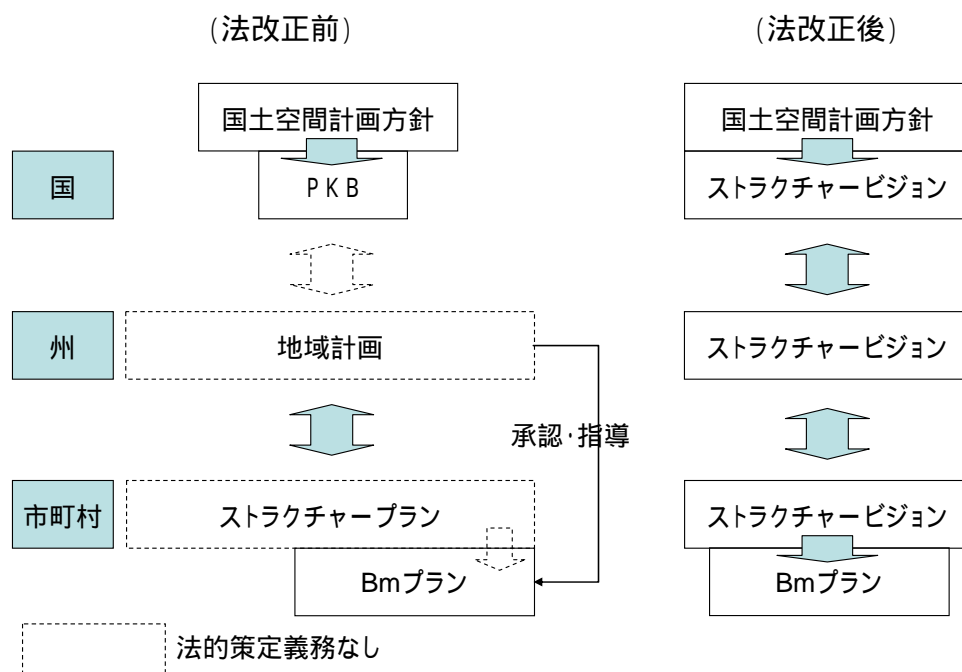 (法改正前)
(法改正後)
国土空間計画方針
国
ＰＫＢ
州
地域計画
承認・指導
市町村
ストラクチャープラン
Bmプラン
法的策定義務なし
国土空間計画方針
ストラクチャービジョン
ストラクチャービジョン
ストラクチャービジョン
Bmプラン